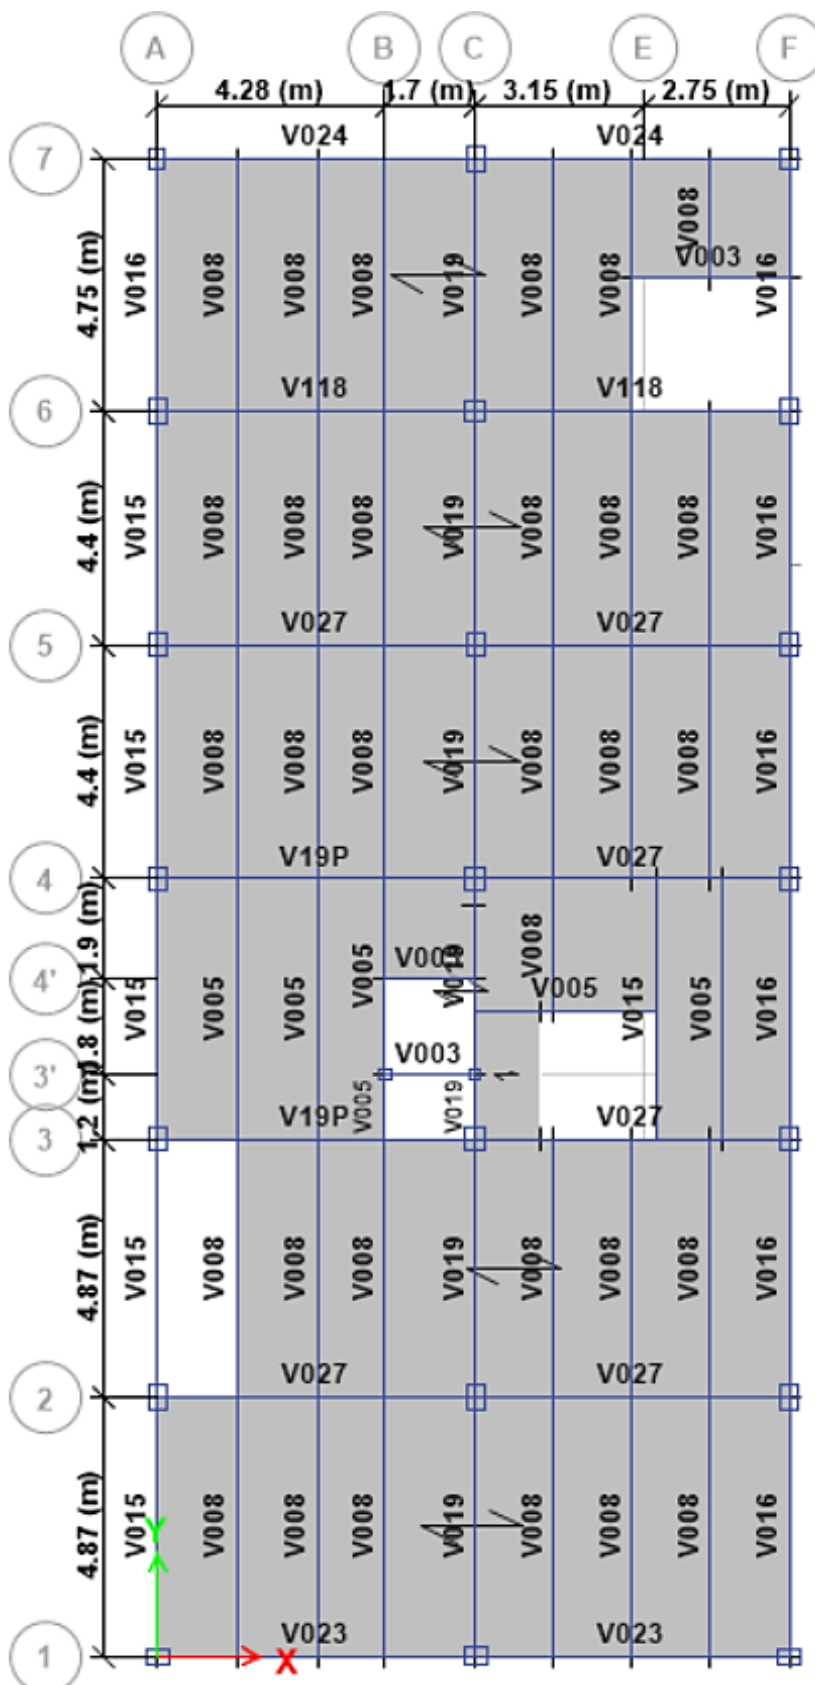 A B C E F
4.28 (m) 1.7 (m) 3.15 (m) 2.75 (m)
V024 V024
7
V008
V003
4.75 (m) V016 V008 V008 V008 V019 V008 V008 V016
V118 V118
6
4.4 (m) V015 V008 V008 V008 V019 V008 V008 V008 V016
V027 V027
5
4.4 (m) V015 V008 V008 V008 V019 V008 V008 V008 V016
V19P V027
4
1.9 (m) V008
4' V005 V019
V005
1.8 (m) V015 V005 V005 V015 V005 V016
V003
3'
1.2 (m) V005 V019
V19P V027
3
4.87 (m) V015 V008 V008 V008 V019 V008 V008 V008 V016
V027 V027
2
4.87 (m) V015 V008 V008 V008 V019 V008 V008 V008 V016
Y
V023 V023
1
X